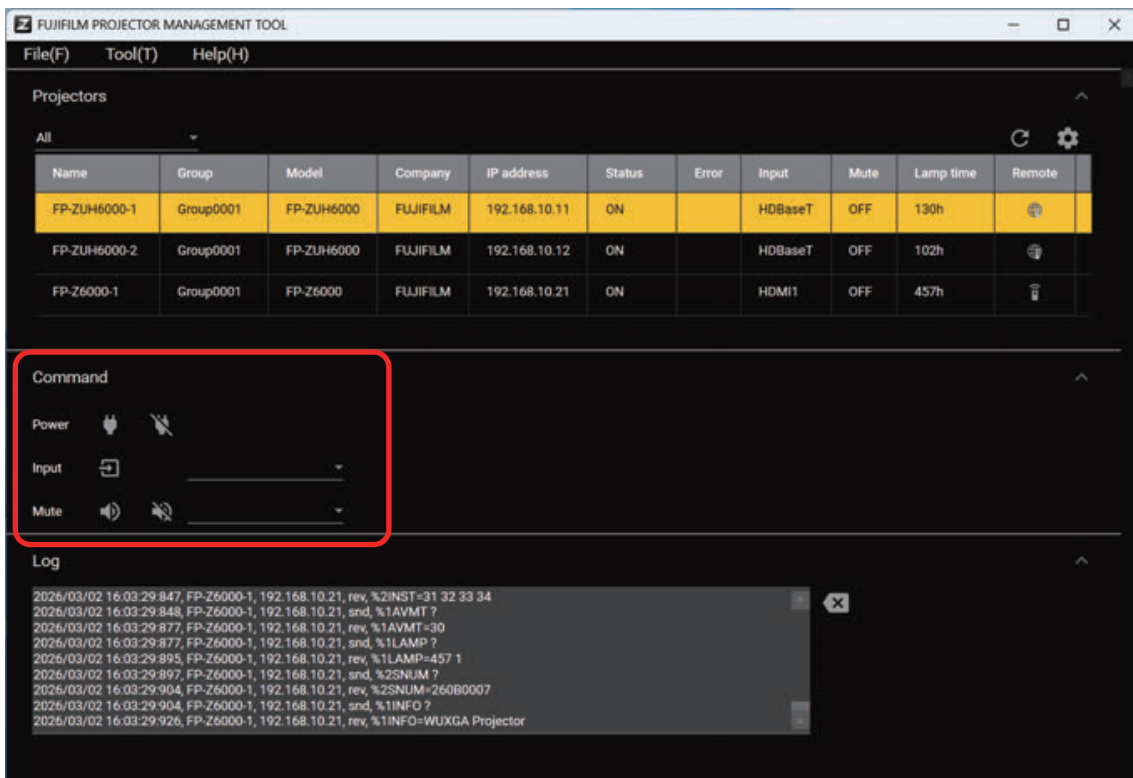 Z FUJIFILM PROJECTOR MANAGEMENT TOOL
File(F) Tool(T) Help(H)
Projectors
All
Name Group Model Company IP address Status Error Input Mute Lamp time Remote
FP-ZUH6000-1 Group0001 FP-ZUH6000 FUJIFILM 192.168.10.11 ON HDBaseT OFF 130h
FP-ZUH6000-2 Group0001 FP-ZUH6000 FUJIFILM 192.168.10.12 ON HDBaseT OFF 102h
FP-Z6000-1 Group0001 FP-Z6000 FUJIFILM 192.168.10.21 ON HDMI1 OFF 457h
Command
Power
Input
Mute
Log
2026/03/02 16:03:29:847, FP-Z6000-1, 192.168.10.21, rev, %2INST=31 32 33 34
2026/03/02 16:03:29:848, FP-Z6000-1, 192.168.10.21, snd, %1AVMT ?
2026/03/02 16:03:29:877, FP-Z6000-1, 192.168.10.21, rev, %1AVMT=30
2026/03/02 16:03:29:877, FP-Z6000-1, 192.168.10.21, snd, %1LAMP ?
2026/03/02 16:03:29:895, FP-Z6000-1, 192.168.10.21, rev, %1LAMP=457 1
2026/03/02 16:03:29:897, FP-Z6000-1, 192.168.10.21, snd, %2SNUM ?
2026/03/02 16:03:29:904, FP-Z6000-1, 192.168.10.21, rev, %2SNUM=260B0007
2026/03/02 16:03:29:904, FP-Z6000-1, 192.168.10.21, snd, %1INFO ?
2026/03/02 16:03:29:926, FP-Z6000-1, 192.168.10.21, rev, %1INFO=WUXGA Projector